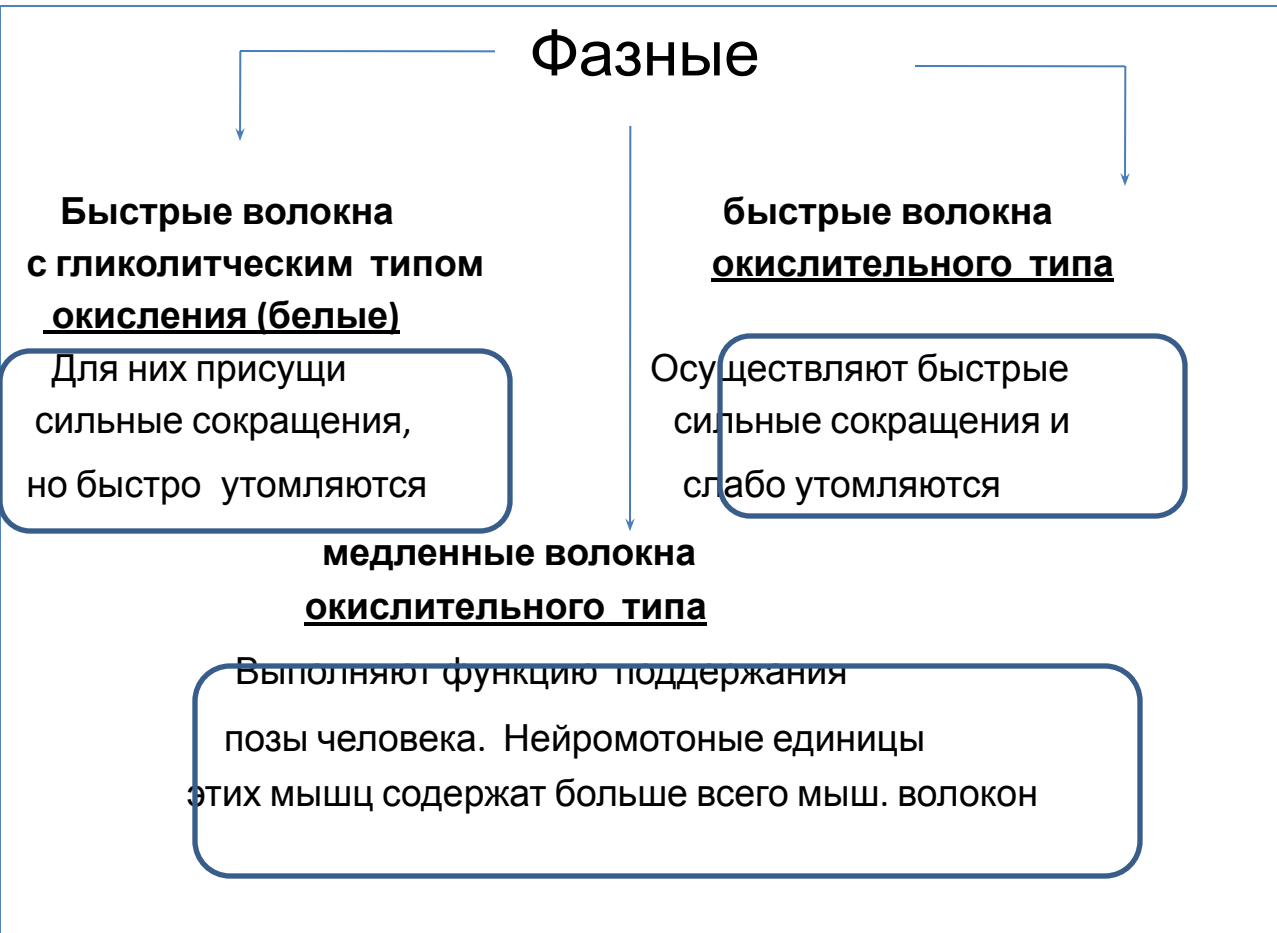 Фазные
Быстрые волокна
с гликолитческим типом
окисления (белые)
Для них присущи
сильные сокращения,
но быстро утомляются
быстрые волокна
окислительного типа
Осуществляют быстрые
сильные сокращения и
слабо утомляются
медленные волокна
окислительного типа
Выполняют функцию поддержания
позы человека. Нейромотоные единицы
этих мышц содержат больше всего мыш. волокон